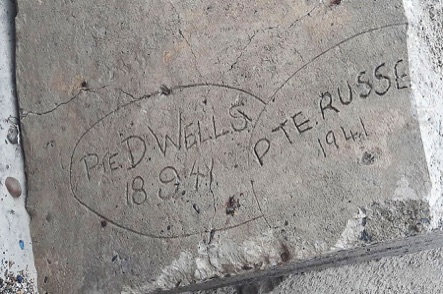 Pte. D. WELLS.
18 9 41
PTE. RUSSE
1941